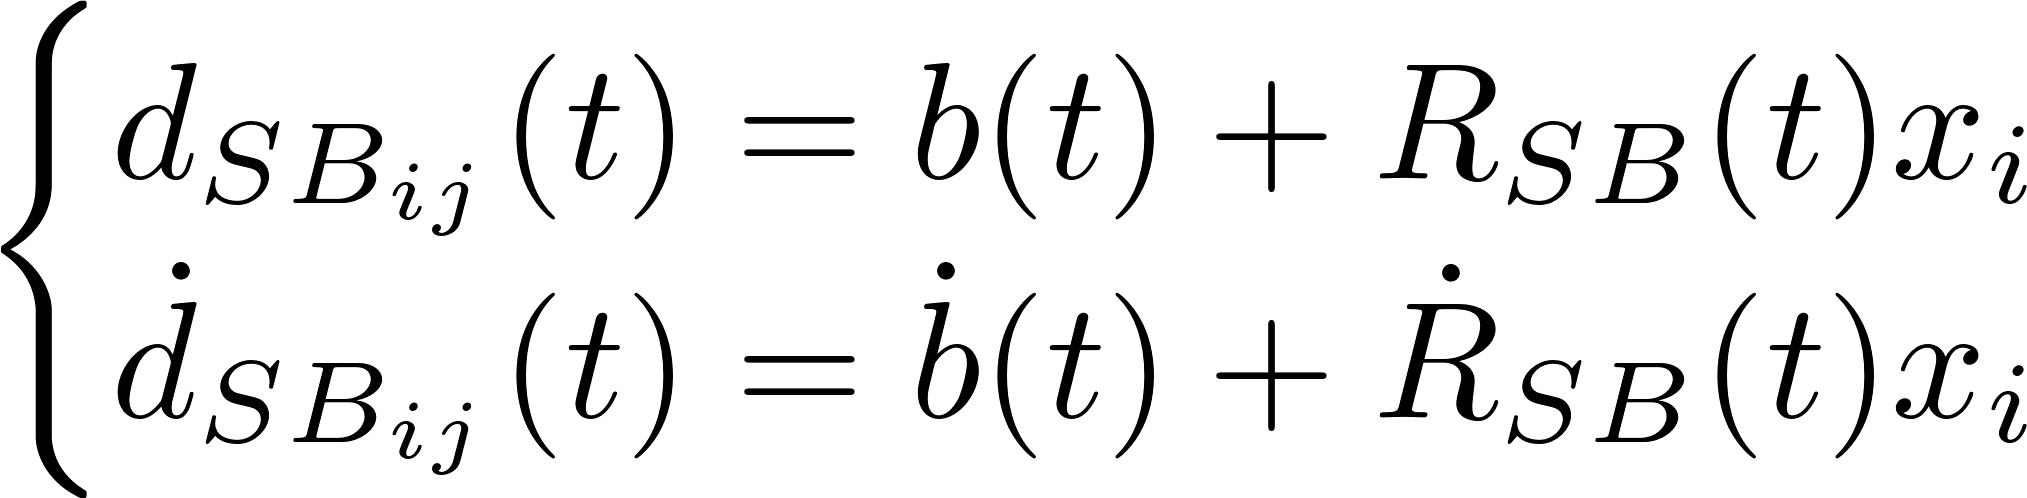 d_{SB_{ij}}(t) = b(t) + R_{SB}(t)x_i
\dot{d}_{SB_{ij}}(t) = \dot{b}(t) + \dot{R}_{SB}(t)x_i